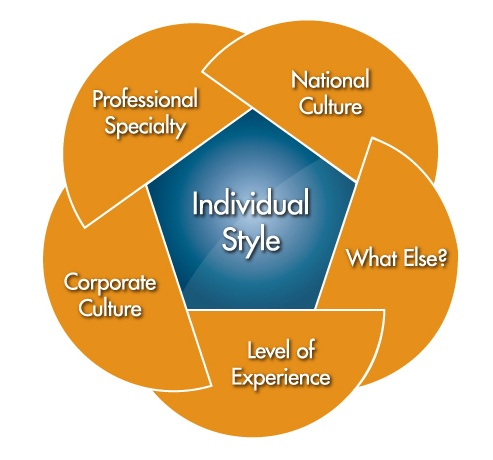 Professional
Specialty
National
Culture
Individual
Style
What Else?
Corporate
Culture
Level of
Experience